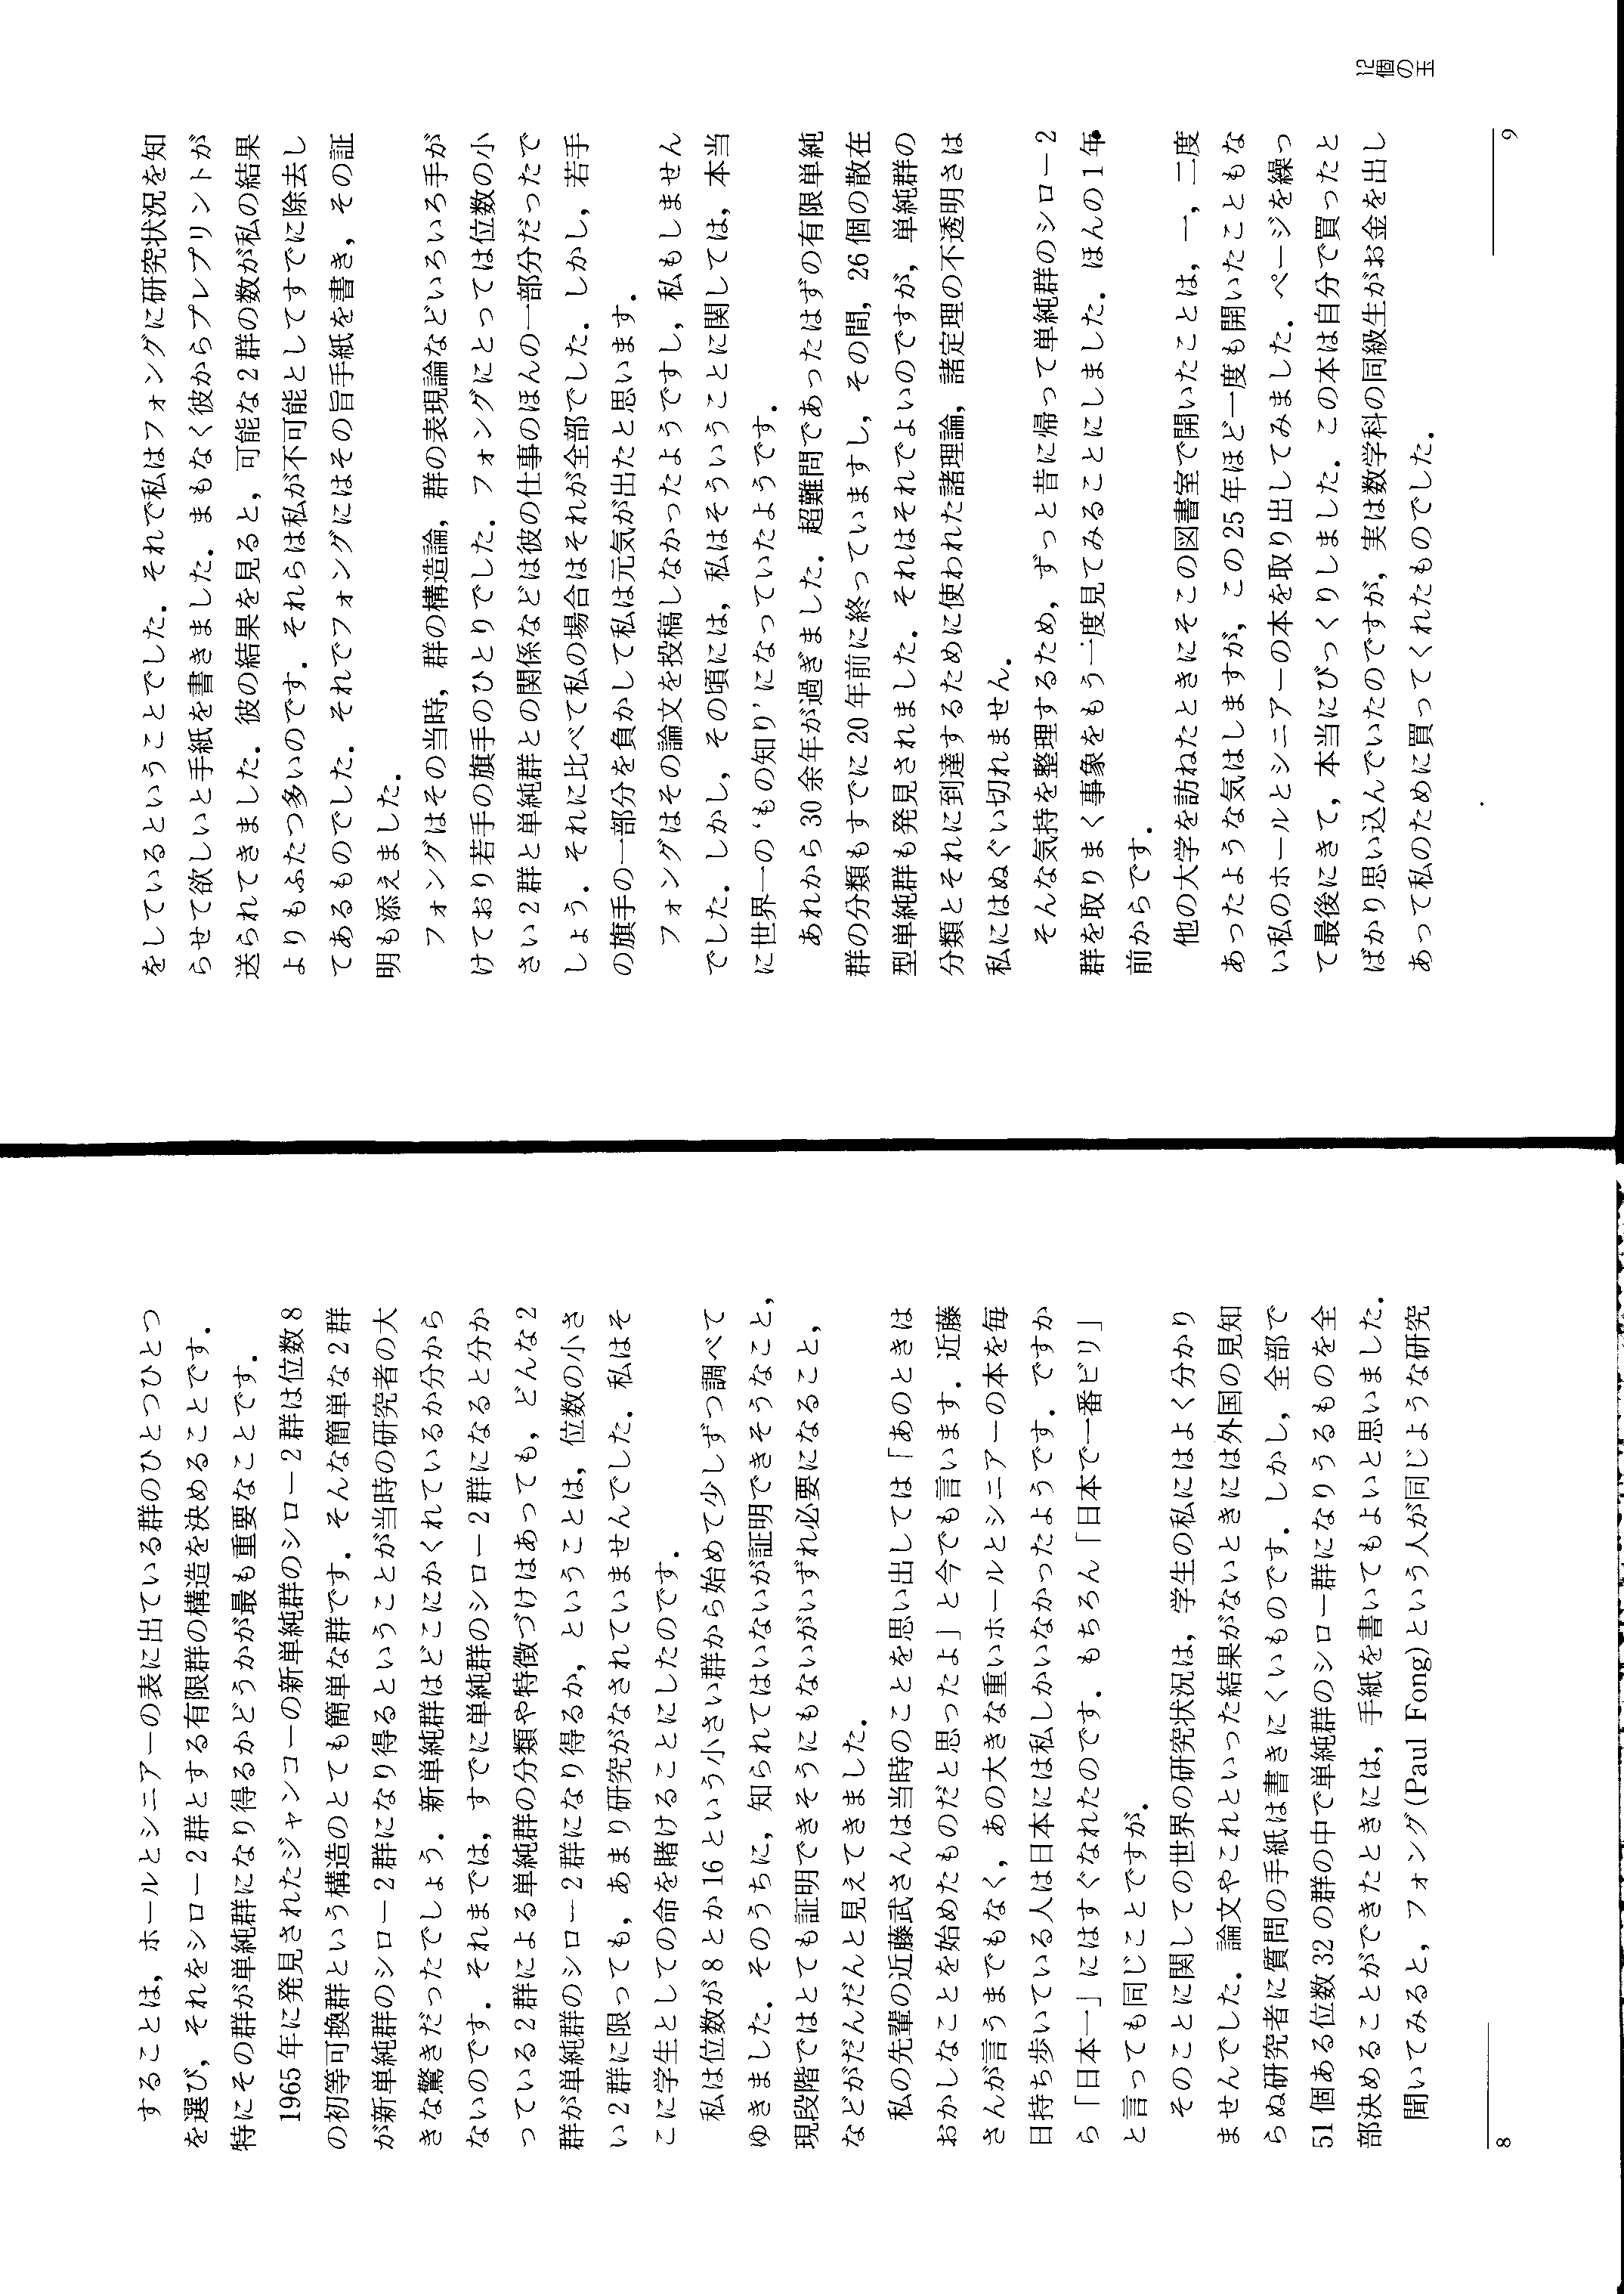 することは，ホールとシニアーの表に出ている群のひとつひとつ
を選び，それをシロー2群とする有限群の構造を決めることです．
特にその群が単純群になり得るかどうかが最も重要なことです．
1965年に発見されたジャンコーの新単純群のシロー2群は位数8
の初等可換群という構造のとても簡単な群です．そんな簡単な2群
が新単純群のシロー2群になり得るということが当時の研究者の大
きな驚きだったでしょう．新単純群はどこにかくれているか分から
ないのです．それまでは，すでに単純群のシロー2群になると分か
っている2群による単純群の分類や特徴づけはあっても，どんな2
群が単純群のシロー2群になり得るか，ということは，位数の小さ
い2群に限っても，あまり研究がなされていませんでした．私はそ
こに学生としての命を賭けることにしたのです．
私は位数が8とか16という小さい群から始めて少しずつ調べて
ゆきました．そのうちに，知られてはいないが証明できそうなこと，
現段階ではとても証明できそうにもないがいずれ必要になること，
などがだんだんと見えてきました．
私の先輩の近藤武さんは当時のことを思い出しては「あのときは
おかしなことを始めたものだと思ったよ」と今でも言います．近藤
さんが言うまでもなく，あの大きな重いホールとシニアーの本を毎
日持ち歩いている人は日本には私しかいなかったようです．ですか
ら「日本一」にはすぐなれたのです．もちろん「日本で一番ビリ」
と言っても同じことですが．
そのことに関しての世界の研究状況は，学生の私にはよく分かり
ませんでした．論文やこれといった結果がないときには外国の見知
らぬ研究者に質問の手紙は書きにくいものです．しかし，全部で
51個ある位数32の群の中で単純群のシロー群になりうるものを全
部決めることができたときには，手紙を書いてもよいと思いました．
聞いてみると，フォング(Paul Fong)という人が同じような研究
8
をしているということでした．それで私はフォングに研究状況を知
らせて欲しいと手紙を書きました．まもなく彼からプレプリントが
送られてきました．彼の結果を見ると，可能な2群の数が私の結果
よりもふたつ多いのです．それらは私が不可能としてすでに除去し
てあるものでした．それでフォングにはその旨手紙を書き，その証
明も添えました．
フォングはその当時，群の構造論，群の表現論などいろいろ手が
けており若手の旗手のひとりでした．フォングにとっては位数の小
さい2群と単純群との関係などは彼の仕事のほんの一部分だったで
しょう．それに比べて私の場合はそれが全部でした．しかし，若手
の旗手の一部分を負かして私は元気が出たと思います．
フォングはその論文を投稿しなかったようですし，私もしません
でした．しかし，その頃には，私はそういうことに関しては，本当
に世界一の‘もの知り’になっていたようです．
あれから30余年が過ぎました．超難問であったはずの有限単純
群の分類もすでに20年前に終っていますし，その間，26個の散在
型単純群も発見されました．それはそれでよいのですが，単純群の
分類とそれに到達するために使われた諸理論，諸定理の不透明さは
私にはぬぐい切れません．
そんな気持を整理するため，ずっと昔に帰って単純群のシロー2
群を取りまく事象をもう一度見てみることにしました．ほんの1年
前からです．
他の大学を訪ねたときにそこの図書室で開いたことは，一，二度
あったような気はしますが，この25年ほど一度も開いたこともな
い私のホールとシニアーの本を取り出してみました．ページを繰っ
て最後にきて，本当にびっくりしました．この本は自分で買ったと
ばかり思い込んでいたのですが，実は数学科の同級生がお金を出し
あって私のために買ってくれたものでした．
12個の玉
9